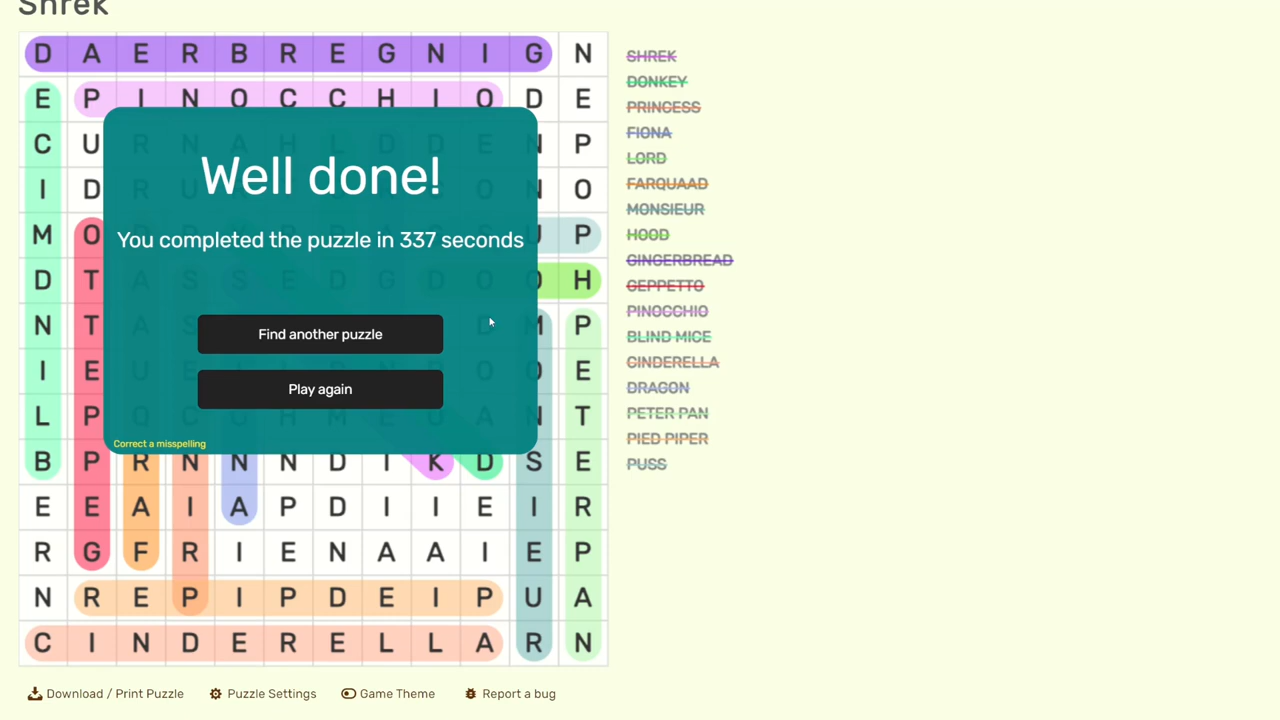 Shrek
D A E R B R E G N I G N
E P I N O C C H I O D E
C U R N A H L D D E N P
I D R U O N O
M O U P
D T A S S E D G D O O H
N T A S D M P
I E U E O O E
L P C G H M E A N T
B P R N N N D I K D S E
E E A I A P D I I E I R
R G F R I E N A A I E P
N R E P I P D E I P U A
C I N D E R E L L A R N
Well done!
You completed the puzzle in 337 seconds
Find another puzzle
Play again
Correct a misspelling
SHREK
DONKEY
PRINCESS
FIONA
LORD
FARQUAAD
MONSIEUR
HOOD
GINGERBREAD
GEPPETTO
PINOCCHIO
BLIND MICE
CINDERELLA
DRAGON
PETER PAN
PIED PIPER
PUSS
Download / Print Puzzle
Puzzle Settings
Game Theme
Report a bug